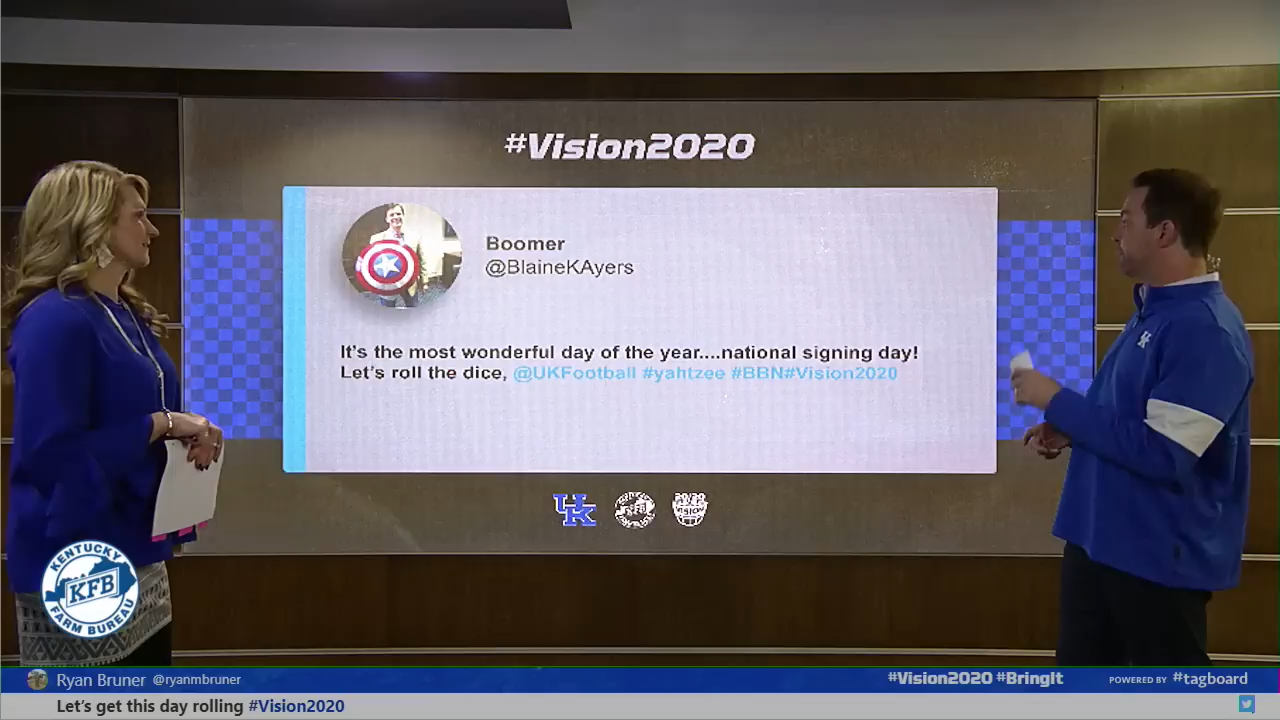 #Vision2020
Boomer
@BlaineKAyers
It's the most wonderful day of the year....national signing day!
Let's roll the dice, @UKFootball #yahtzee #BBN#Vision2020
UK
UK
KENTUCKY
KFB
FARM BUREAU
Ryan Bruner @ryanmbruner
#Vision2020 #BringIt
POWERED BY #tagboard
Let's get this day rolling #Vision2020